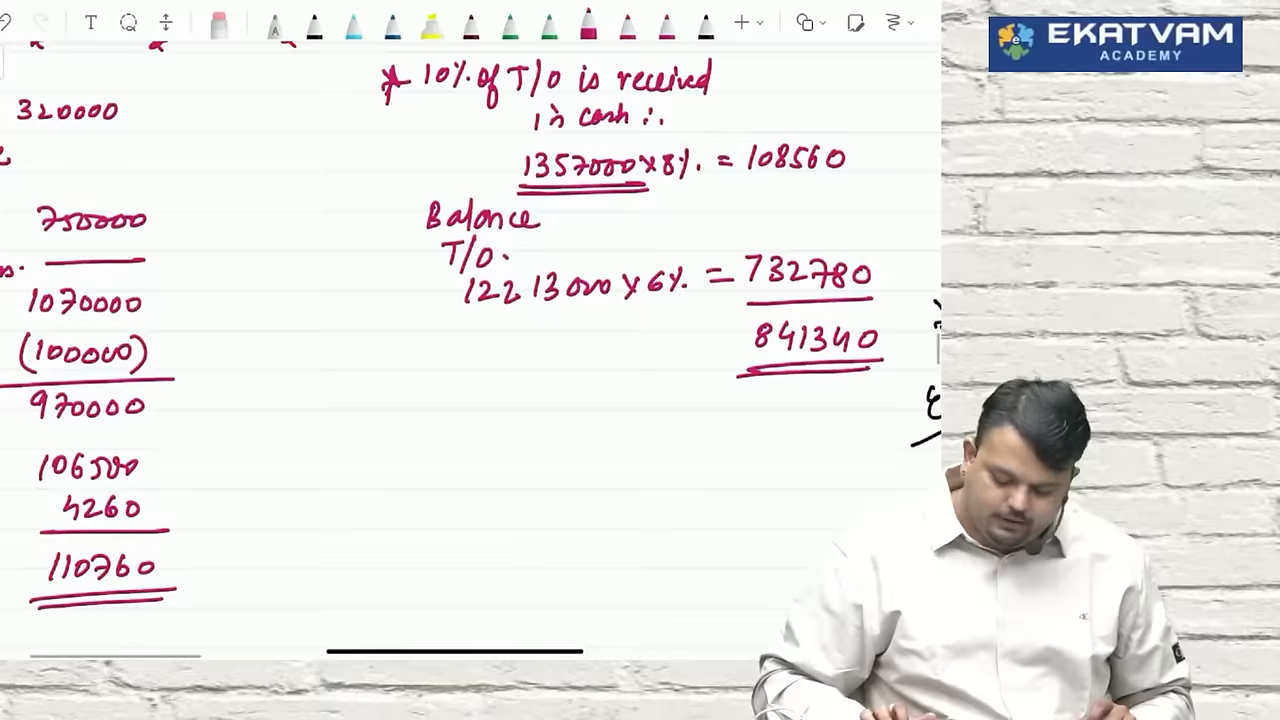 EKATVAM
ACADEMY
320000
750000
1070000
(100000)
970000
106500
4260
110760
* 10% of T/O is received
in cash ∴
1357000 x 8% = 108560
Balance
T/O.
12213000 x 6% = 732780
841340